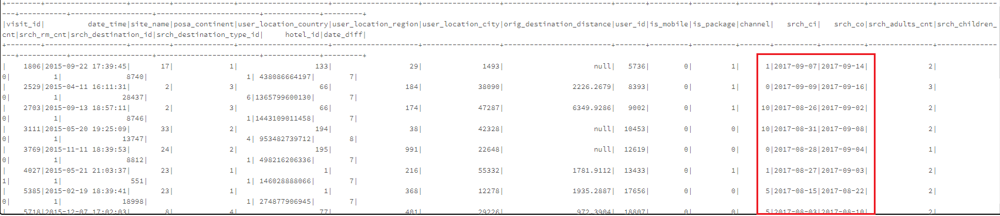 +--------+-------------------+---------+--------------+---------------------+--------------------+------------------+-------------------------+-------+---------+----------+-------+----------+----------+---------------+-------------
---+-----------+-------------------+------------------------+-------------+---------+
|visit_id|          date_time|site_name|posa_continent|user_location_country|user_location_region|user_location_city|orig_destination_distance|user_id|is_mobile|is_package|channel|   srch_ci|   srch_co|srch_adults_cnt|srch_children_
cnt|srch_rm_cnt|srch_destination_id|srch_destination_type_id|     hotel_id|date_diff|
+--------+-------------------+---------+--------------+---------------------+--------------------+------------------+-------------------------+-------+---------+----------+-------+----------+----------+---------------+-------------
---+-----------+-------------------+------------------------+-------------+---------+
|    1806|2015-09-22 17:39:45|       17|             1|                  133|                  29|              1493|                     null|   5736|        0|         1|      1|2017-09-07|2017-09-14|              2|
0|        1|               8740|                       1| 438086664197|        7|
|    2529|2015-04-11 16:11:31|        2|             3|                   66|                 184|             38090|                2226.2679|   8393|        0|         1|      0|2017-09-09|2017-09-16|              3|
0|        1|              28437|                       6|1365799600130|        7|
|    2703|2015-09-13 18:57:11|        2|             3|                   66|                 174|             47287|                6349.9286|   9002|        0|         1|     10|2017-08-26|2017-09-02|              2|
0|        1|               8746|                       1|1443109011458|        7|
|    3111|2015-05-20 19:25:09|       33|             2|                  194|                  38|             42328|                     null|  10453|        0|         0|     10|2017-08-31|2017-09-08|              2|
0|        1|              13747|                       4| 953482739712|        8|
|    3769|2015-11-11 18:39:53|       24|             2|                  195|                 991|             22648|                     null|  12619|        0|         0|      0|2017-08-28|2017-09-04|              1|
0|        1|               8812|                       1| 498216206336|        7|
|    4027|2015-05-21 21:03:37|       23|             1|                    1|                 216|             55332|                1781.9112|  13433|        0|         1|      1|2017-08-27|2017-09-03|              2|
1|        1|                551|                       1| 146028888066|        7|
|    5385|2015-02-19 18:39:41|       23|             1|                    1|                 368|             12278|                1935.2887|  17656|        0|         0|      5|2017-08-15|2017-08-22|              2|
0|        1|              18998|                       1| 274877906945|        7|
|    5718|2015-12-07 17:02:03|        8|             4|                   77|                 401|             29226|                 972.3904|  18807|        0|         0|      5|2017-08-03|2017-08-10|              2|